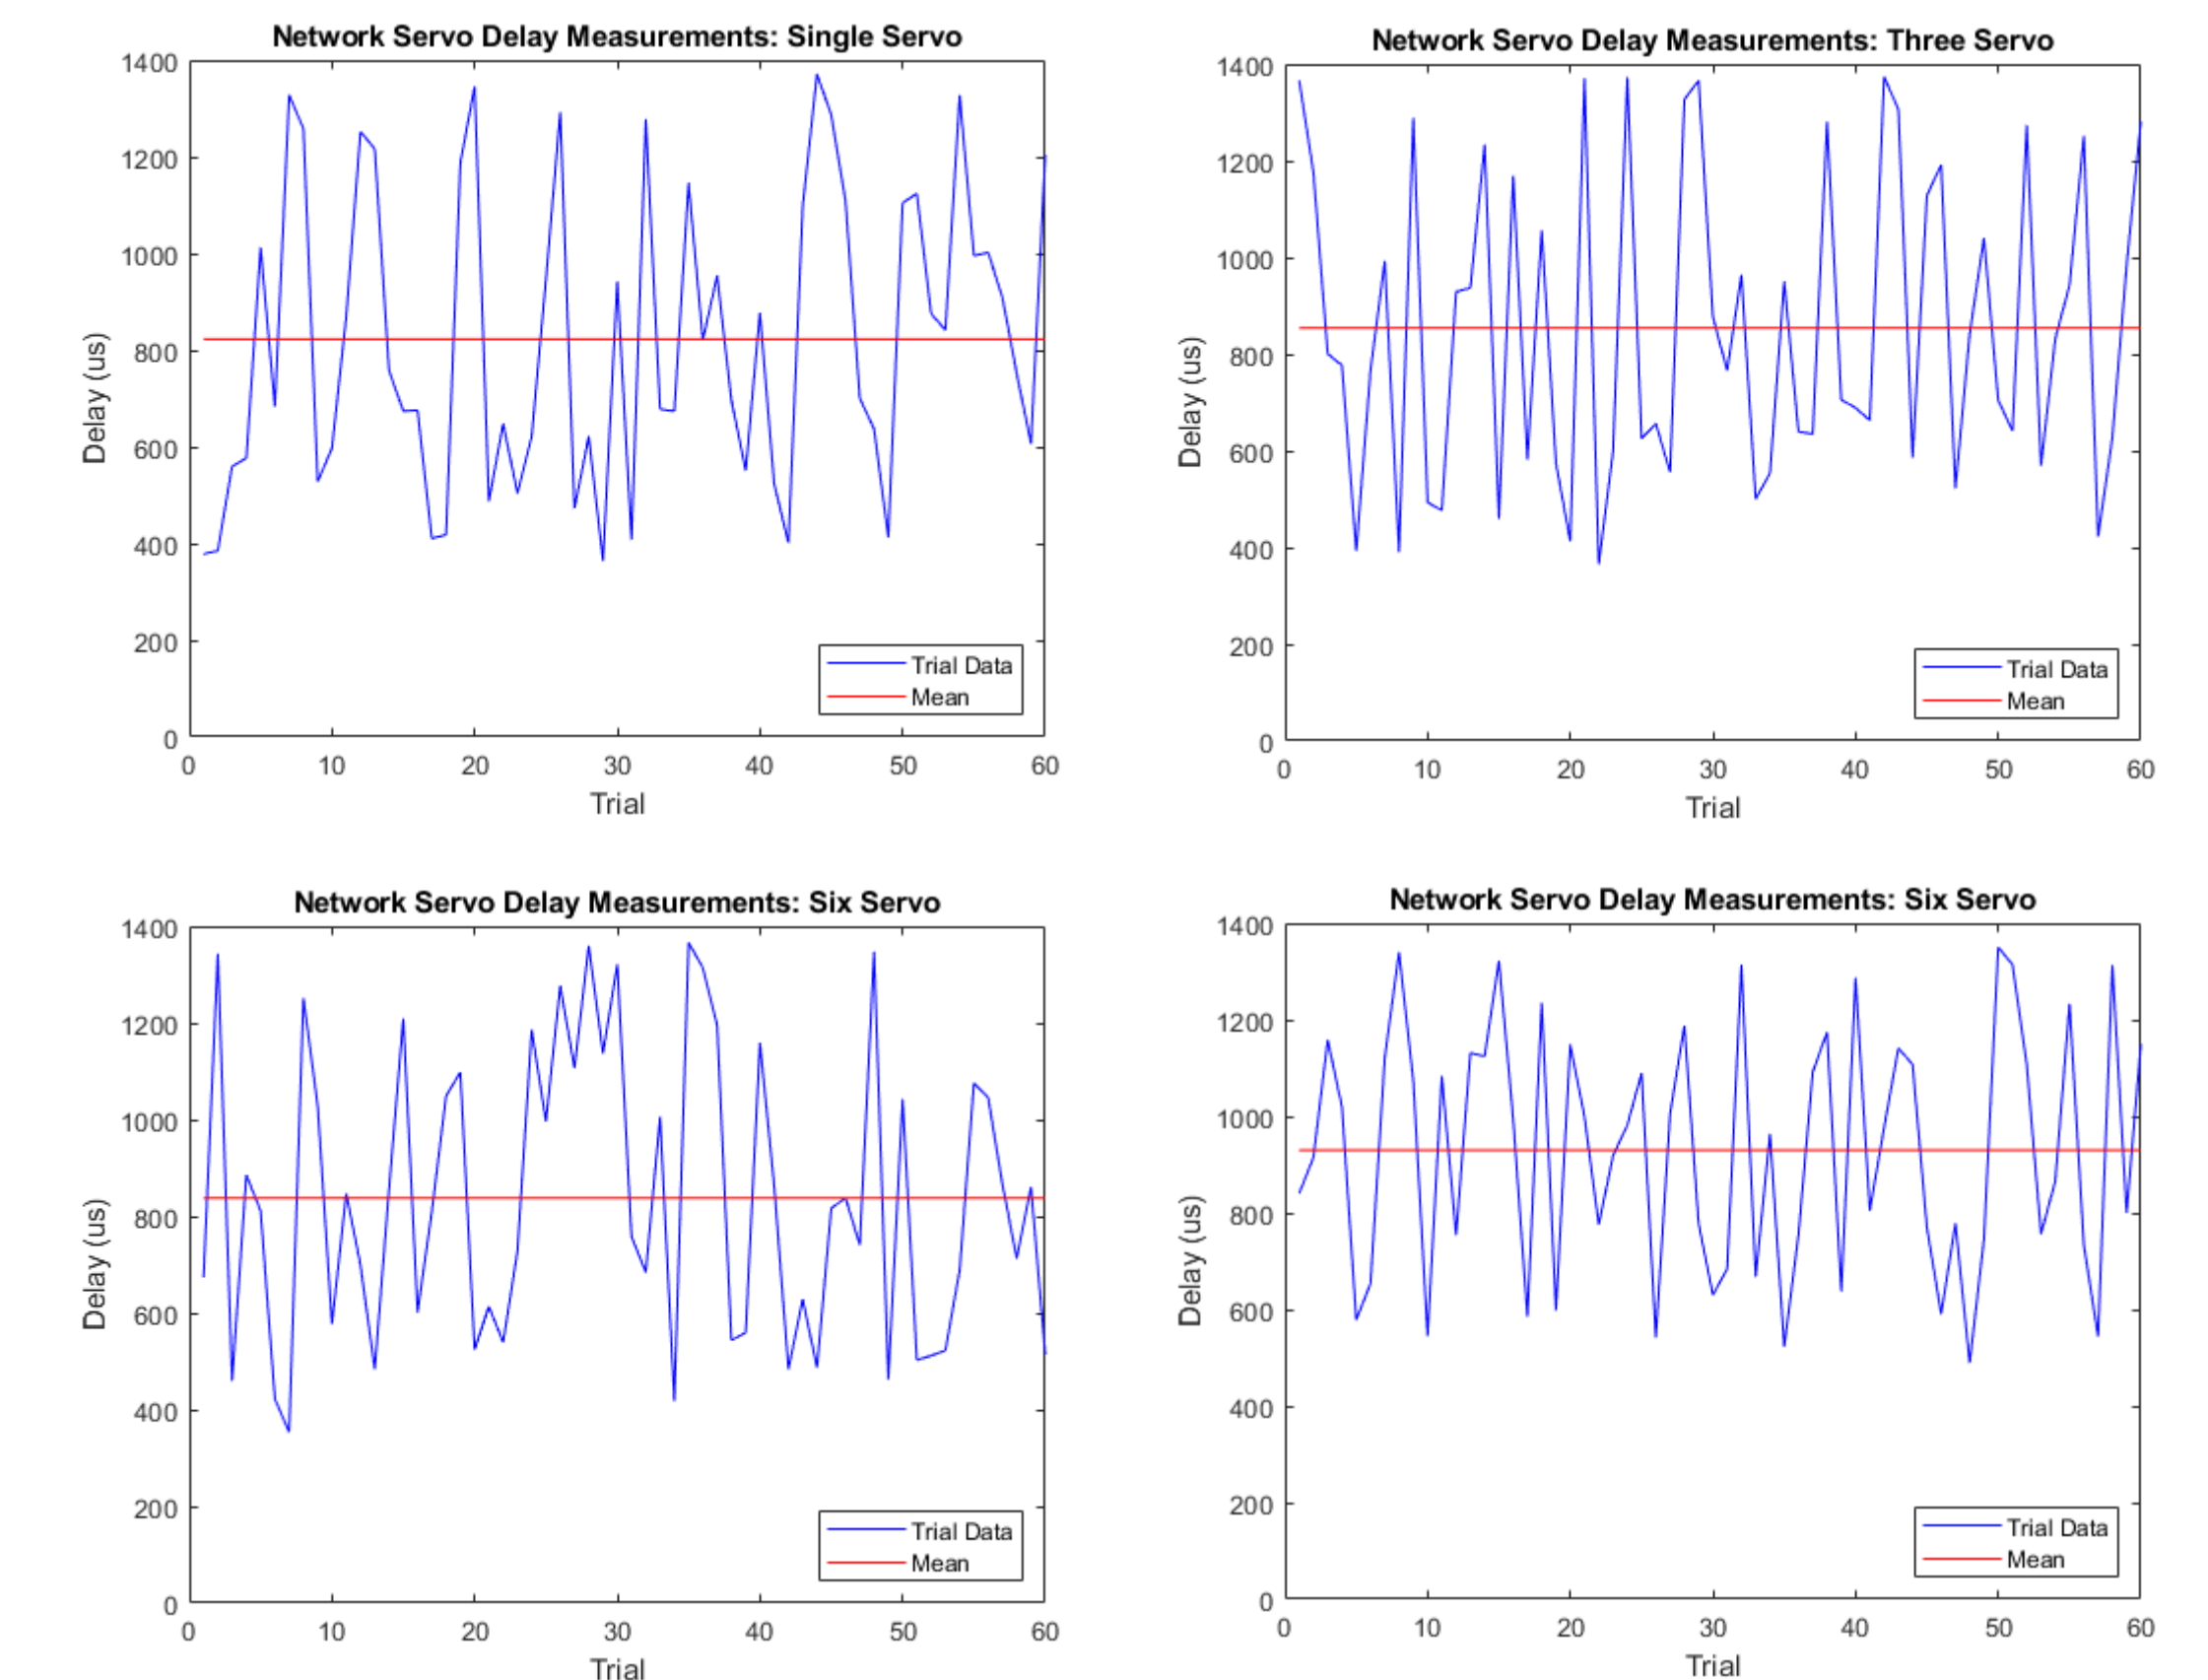 Network Servo Delay Measurements: Single Servo
1400
1200
1000
800
600
400
200
0
Delay (us)
0 10 20 30 40 50 60
Trial
Trial Data
Mean
Network Servo Delay Measurements: Three Servo
1400
1200
1000
800
600
400
200
0
Delay (us)
0 10 20 30 40 50 60
Trial
Trial Data
Mean
Network Servo Delay Measurements: Six Servo
1400
1200
1000
800
600
400
200
0
Delay (us)
0 10 20 30 40 50 60
Trial
Trial Data
Mean
Network Servo Delay Measurements: Six Servo
1400
1200
1000
800
600
400
200
0
Delay (us)
0 10 20 30 40 50 60
Trial
Trial Data
Mean